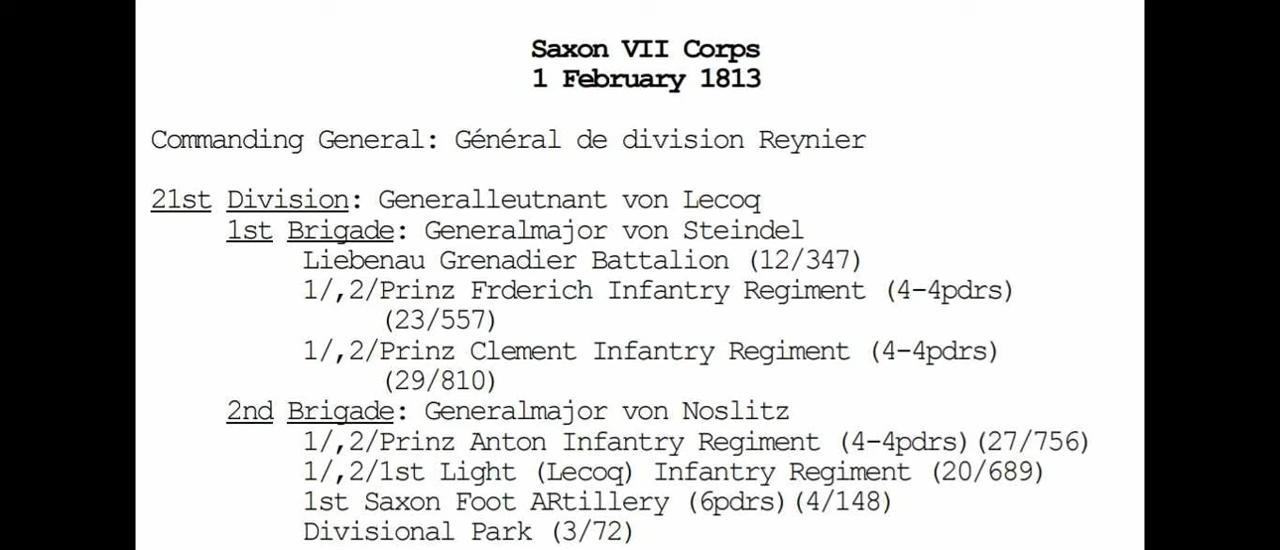 Saxon VII Corps
1 February 1813
Commanding General: Général de division Reynier
21st Division: Generalleutnant von Lecoq
1st Brigade: Generalmajor von Steindel
Liebenau Grenadier Battalion (12/347)
1/,2/Prinz Frderich Infantry Regiment (4-4pdrs)
(23/557)
1/,2/Prinz Clement Infantry Regiment (4-4pdrs)
(29/810)
2nd Brigade: Generalmajor von Noslitz
1/,2/Prinz Anton Infantry Regiment (4-4pdrs)(27/756)
1/,2/1st Light (Lecoq) Infantry Regiment (20/689)
1st Saxon Foot ARtillery (6pdrs)(4/148)
Divisional Park (3/72)